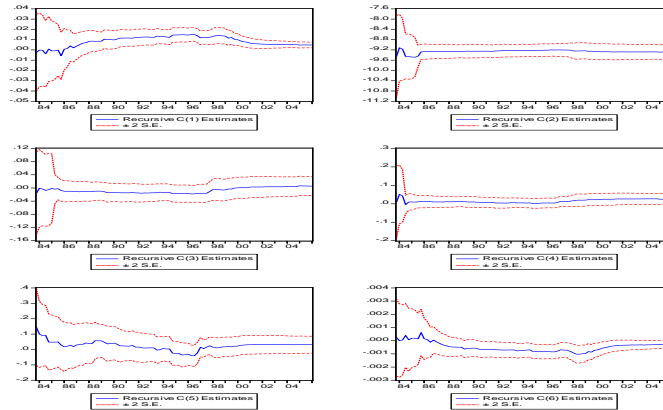 .04
.03
.02
.01
.00
-.01
-.02
-.03
-.04
-.05
84 86 88 90 92 94 96 98 00 02 04
Recursive C(1) Estimates
± 2 S.E.
-7.6
-8.0
-8.4
-8.8
-9.2
-9.6
-10.0
-10.4
-10.8
-11.2
84 86 88 90 92 94 96 98 00 02 04
Recursive C(2) Estimates
± 2 S.E.
.12
.08
.04
.00
-.04
-.08
-.12
-.16
84 86 88 90 92 94 96 98 00 02 04
Recursive C(3) Estimates
± 2 S.E.
.3
.2
.1
.0
-.1
-.2
84 86 88 90 92 94 96 98 00 02 04
Recursive C(4) Estimates
± 2 S.E.
.4
.3
.2
.1
.0
-.1
-.2
84 86 88 90 92 94 96 98 00 02 04
Recursive C(5) Estimates
± 2 S.E.
.004
.003
.002
.001
.000
-.001
-.002
-.003
84 86 88 90 92 94 96 98 00 02 04
Recursive C(6) Estimates
± 2 S.E.